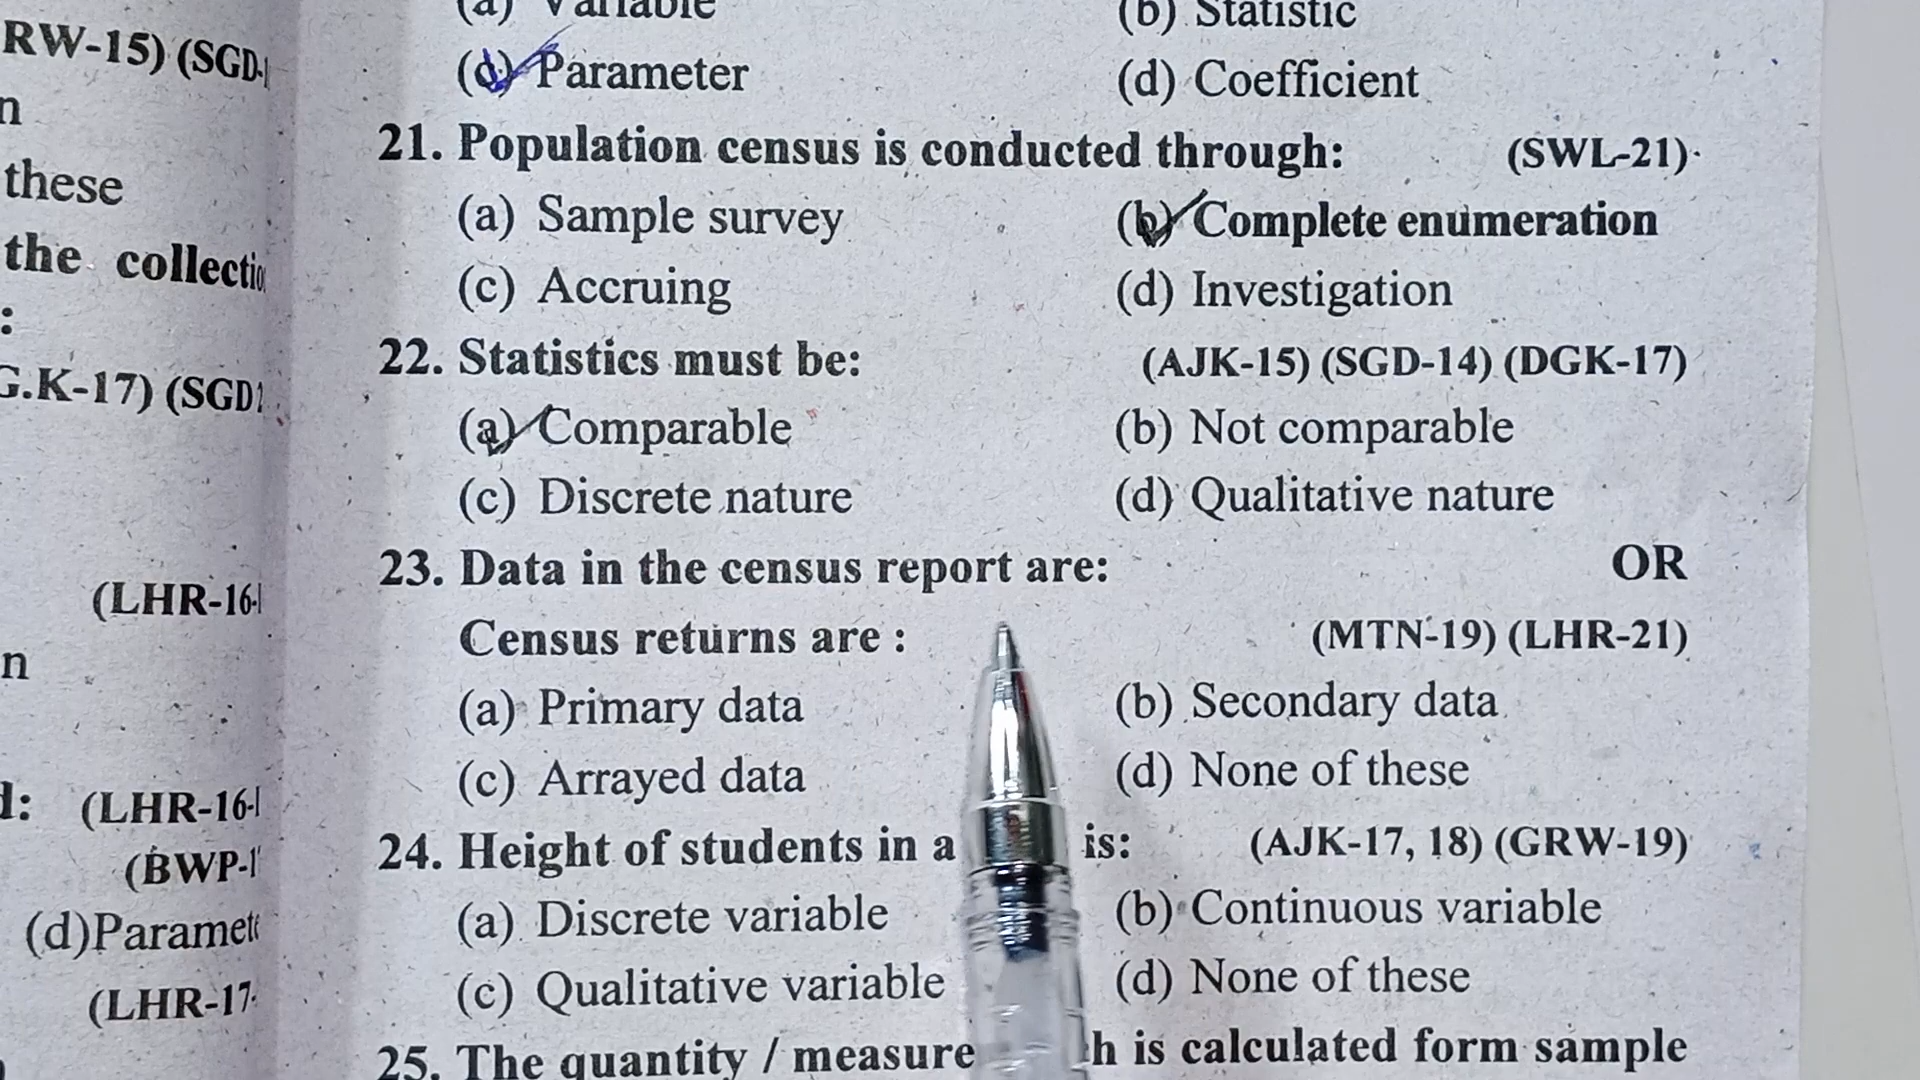 RW-15) (SGD-
n
these
the collectio
:
G.K-17) (SGD
(LHR-16-
n
d: (LHR-16-
(BWP-1
(d)Paramete
(LHR-17-
(a) Variable (b) Statistic
(c) Parameter (d) Coefficient
21. Population census is conducted through: (SWL-21)
(a) Sample survey (b) Complete enumeration
(c) Accruing (d) Investigation
22. Statistics must be: (AJK-15) (SGD-14) (DGK-17)
(a) Comparable (b) Not comparable
(c) Discrete nature (d) Qualitative nature
23. Data in the census report are: OR
Census returns are : (MTN-19) (LHR-21)
(a) Primary data (b) Secondary data
(c) Arrayed data (d) None of these
24. Height of students in a is: (AJK-17, 18) (GRW-19)
(a) Discrete variable (b) Continuous variable
(c) Qualitative variable (d) None of these
25. The quantity / measure h is calculated form sample